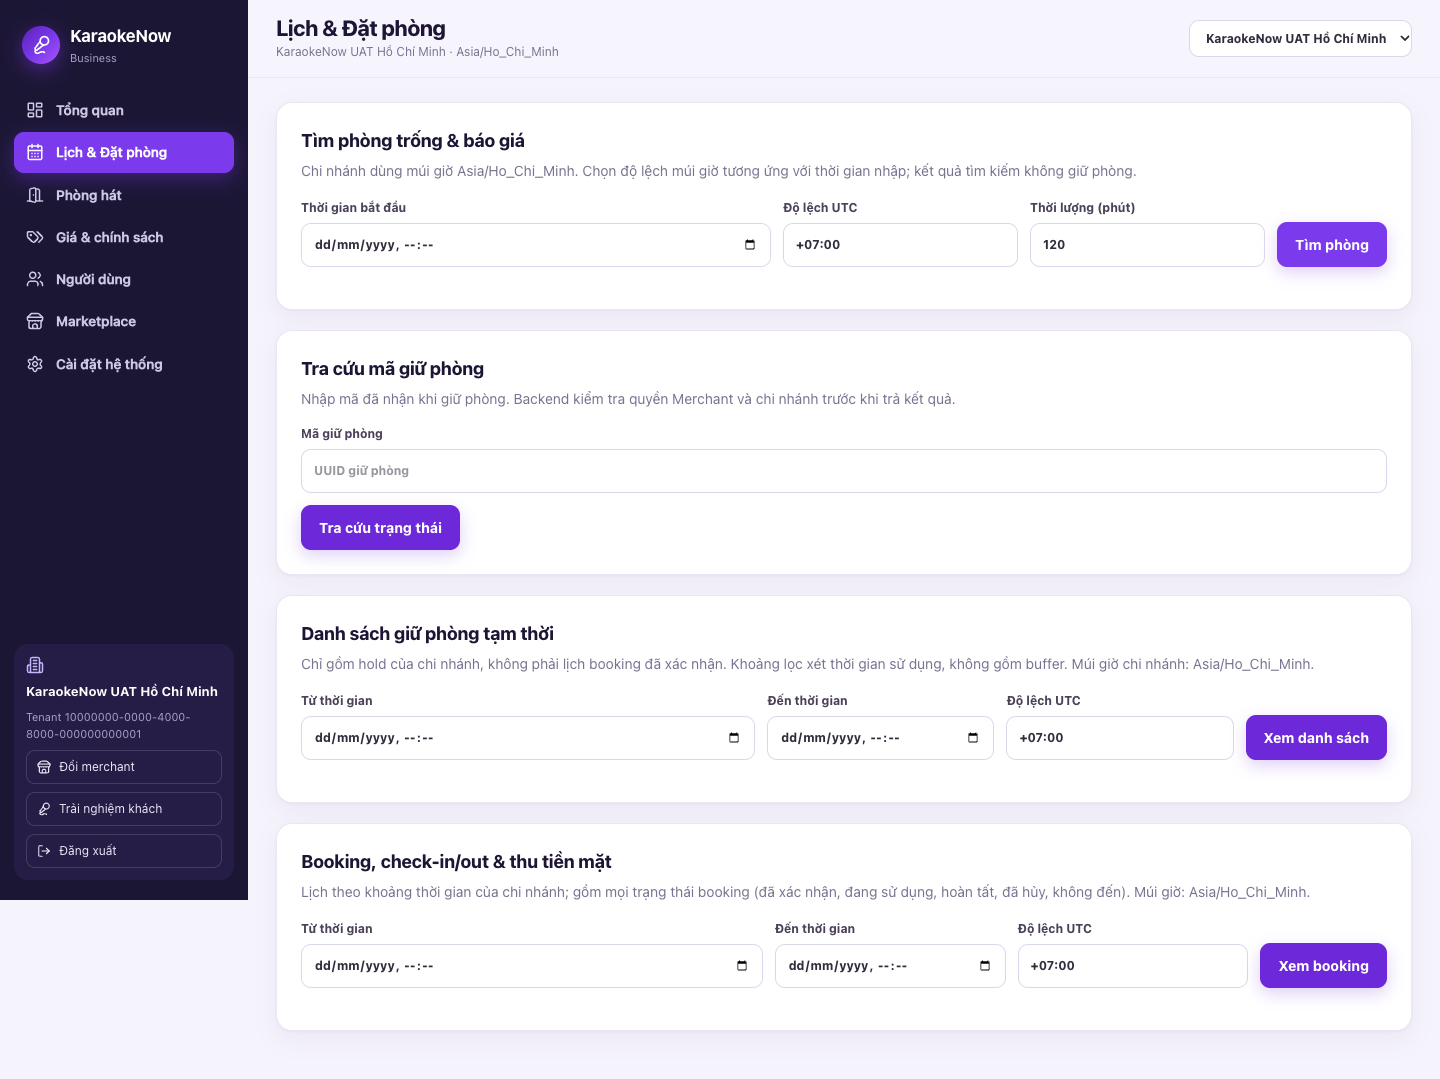 KaraokeNow
Business
Tổng quan
Lịch & Đặt phòng
Phòng hát
Giá & chính sách
Người dùng
Marketplace
Cài đặt hệ thống
KaraokeNow UAT Hồ Chí Minh
Tenant 10000000-0000-4000-
8000-000000000001
Đổi merchant
Trải nghiệm khách
Đăng xuất
Lịch & Đặt phòng
KaraokeNow UAT Hồ Chí Minh · Asia/Ho_Chi_Minh
KaraokeNow UAT Hồ Chí Minh
Tìm phòng trống & báo giá
Chi nhánh dùng múi giờ Asia/Ho_Chi_Minh. Chọn độ lệch múi giờ tương ứng với thời gian nhập; kết quả tìm kiếm không giữ phòng.
Thời gian bắt đầu
Độ lệch UTC
Thời lượng (phút)
dd/mm/yyyy, --:--
+07:00
120
Tìm phòng
Tra cứu mã giữ phòng
Nhập mã đã nhận khi giữ phòng. Backend kiểm tra quyền Merchant và chi nhánh trước khi trả kết quả.
Mã giữ phòng
UUID giữ phòng
Tra cứu trạng thái
Danh sách giữ phòng tạm thời
Chỉ gồm hold của chi nhánh, không phải lịch booking đã xác nhận. Khoảng lọc xét thời gian sử dụng, không gồm buffer. Múi giờ chi nhánh: Asia/Ho_Chi_Minh.
Từ thời gian
Đến thời gian
Độ lệch UTC
dd/mm/yyyy, --:--
dd/mm/yyyy, --:--
+07:00
Xem danh sách
Booking, check-in/out & thu tiền mặt
Lịch theo khoảng thời gian của chi nhánh; gồm mọi trạng thái booking (đã xác nhận, đang sử dụng, hoàn tất, đã hủy, không đến). Múi giờ: Asia/Ho_Chi_Minh.
Từ thời gian
Đến thời gian
Độ lệch UTC
dd/mm/yyyy, --:--
dd/mm/yyyy, --:--
+07:00
Xem booking